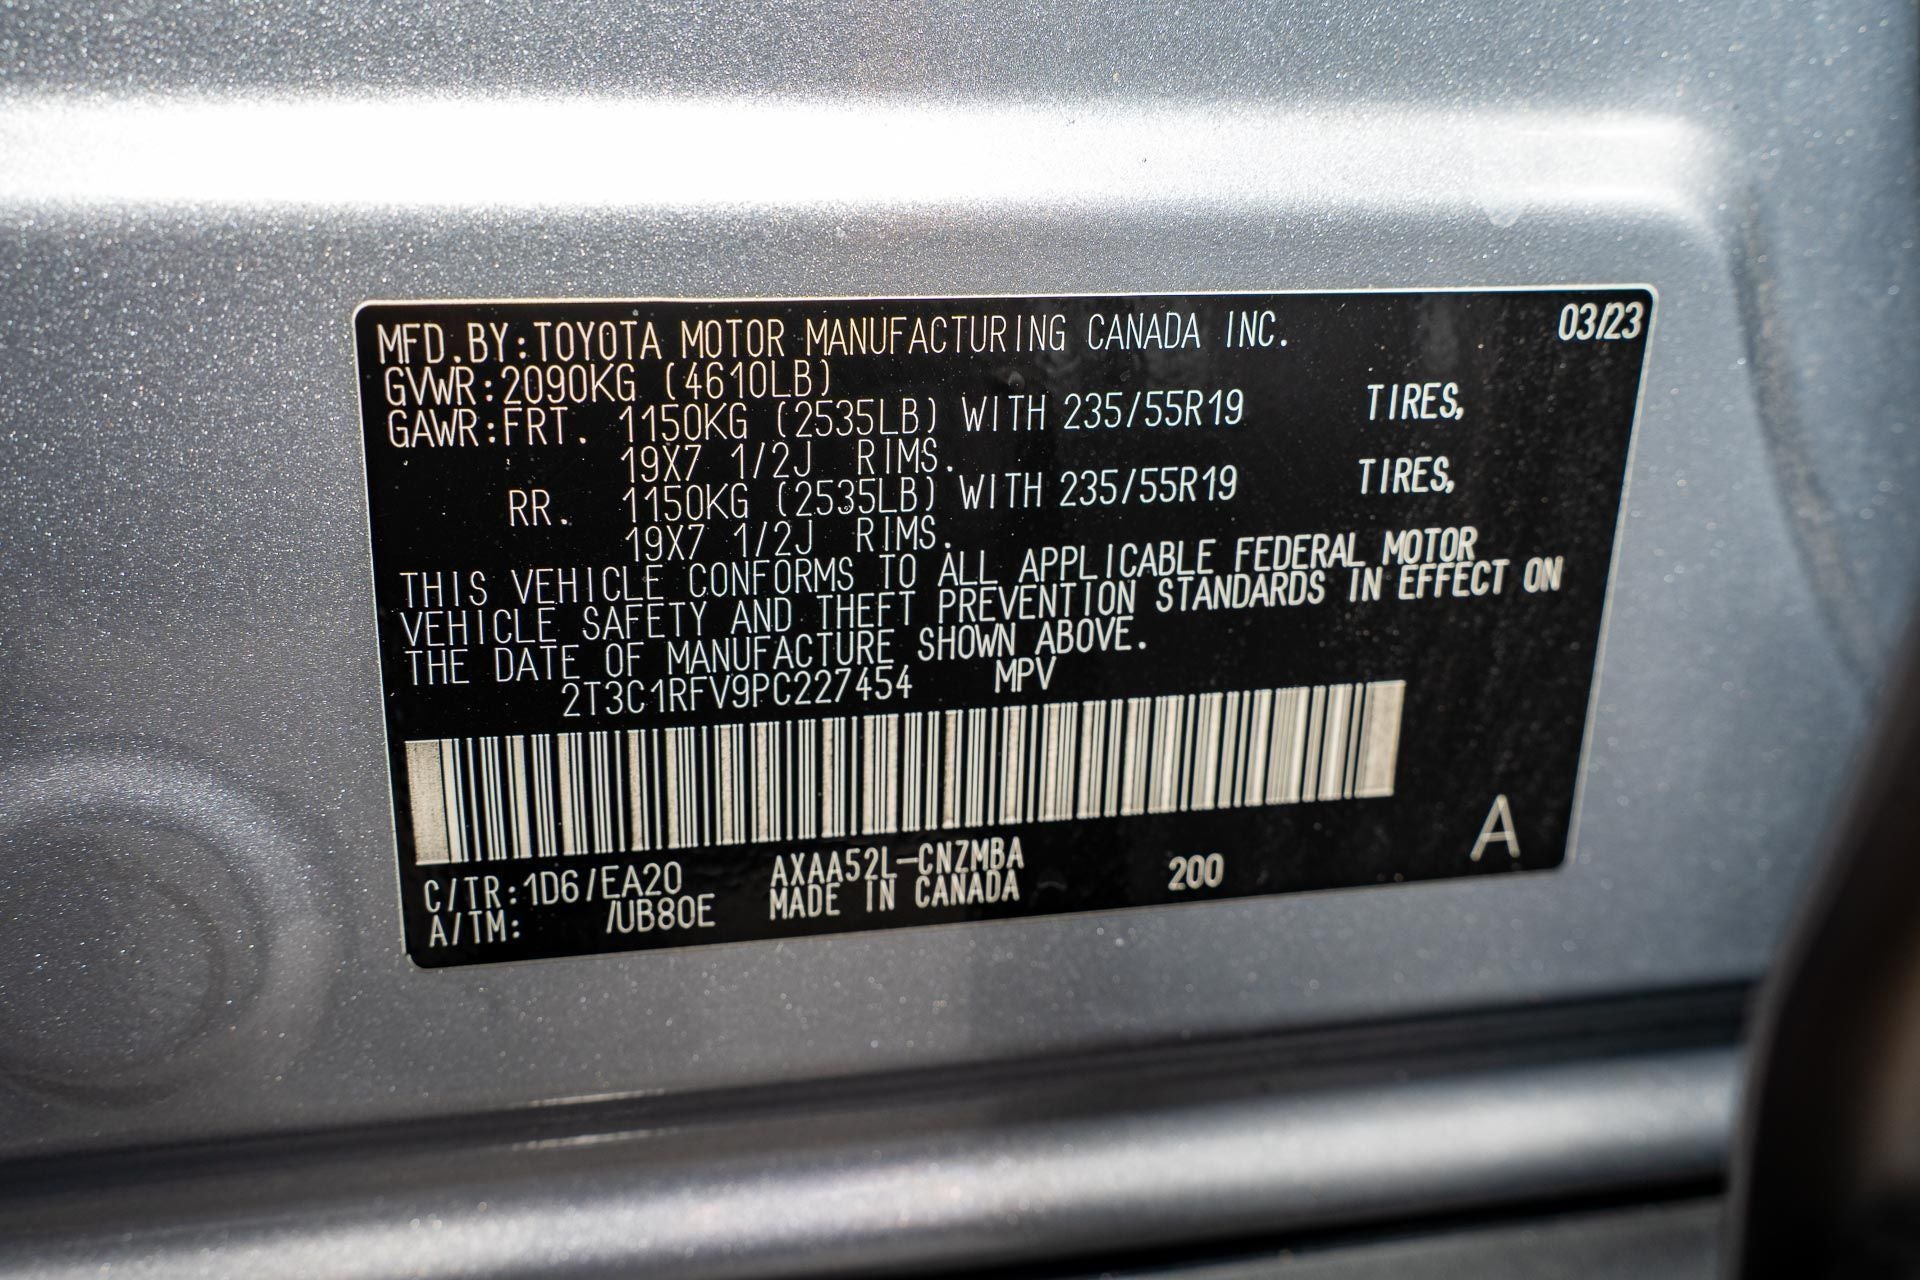 03/23
MFD.BY:TOYOTA MOTOR MANUFACTURING CANADA INC.
GVWR:2090KG (4610LB)
GAWR:FRT. 1150KG (2535LB) WITH 235/55R19 TIRES,
19X7 1/2J RIMS.
RR. 1150KG (2535LB) WITH 235/55R19 TIRES,
19X7 1/2J RIMS.
THIS VEHICLE CONFORMS TO ALL APPLICABLE FEDERAL MOTOR
VEHICLE SAFETY AND THEFT PREVENTION STANDARDS IN EFFECT ON
THE DATE OF MANUFACTURE SHOWN ABOVE.
2T3C1RFV9PC227454 MPV
A
C/TR:1D6/EA20 AXAA52L-CNZMBA 200
A/TM: /UB80E MADE IN CANADA